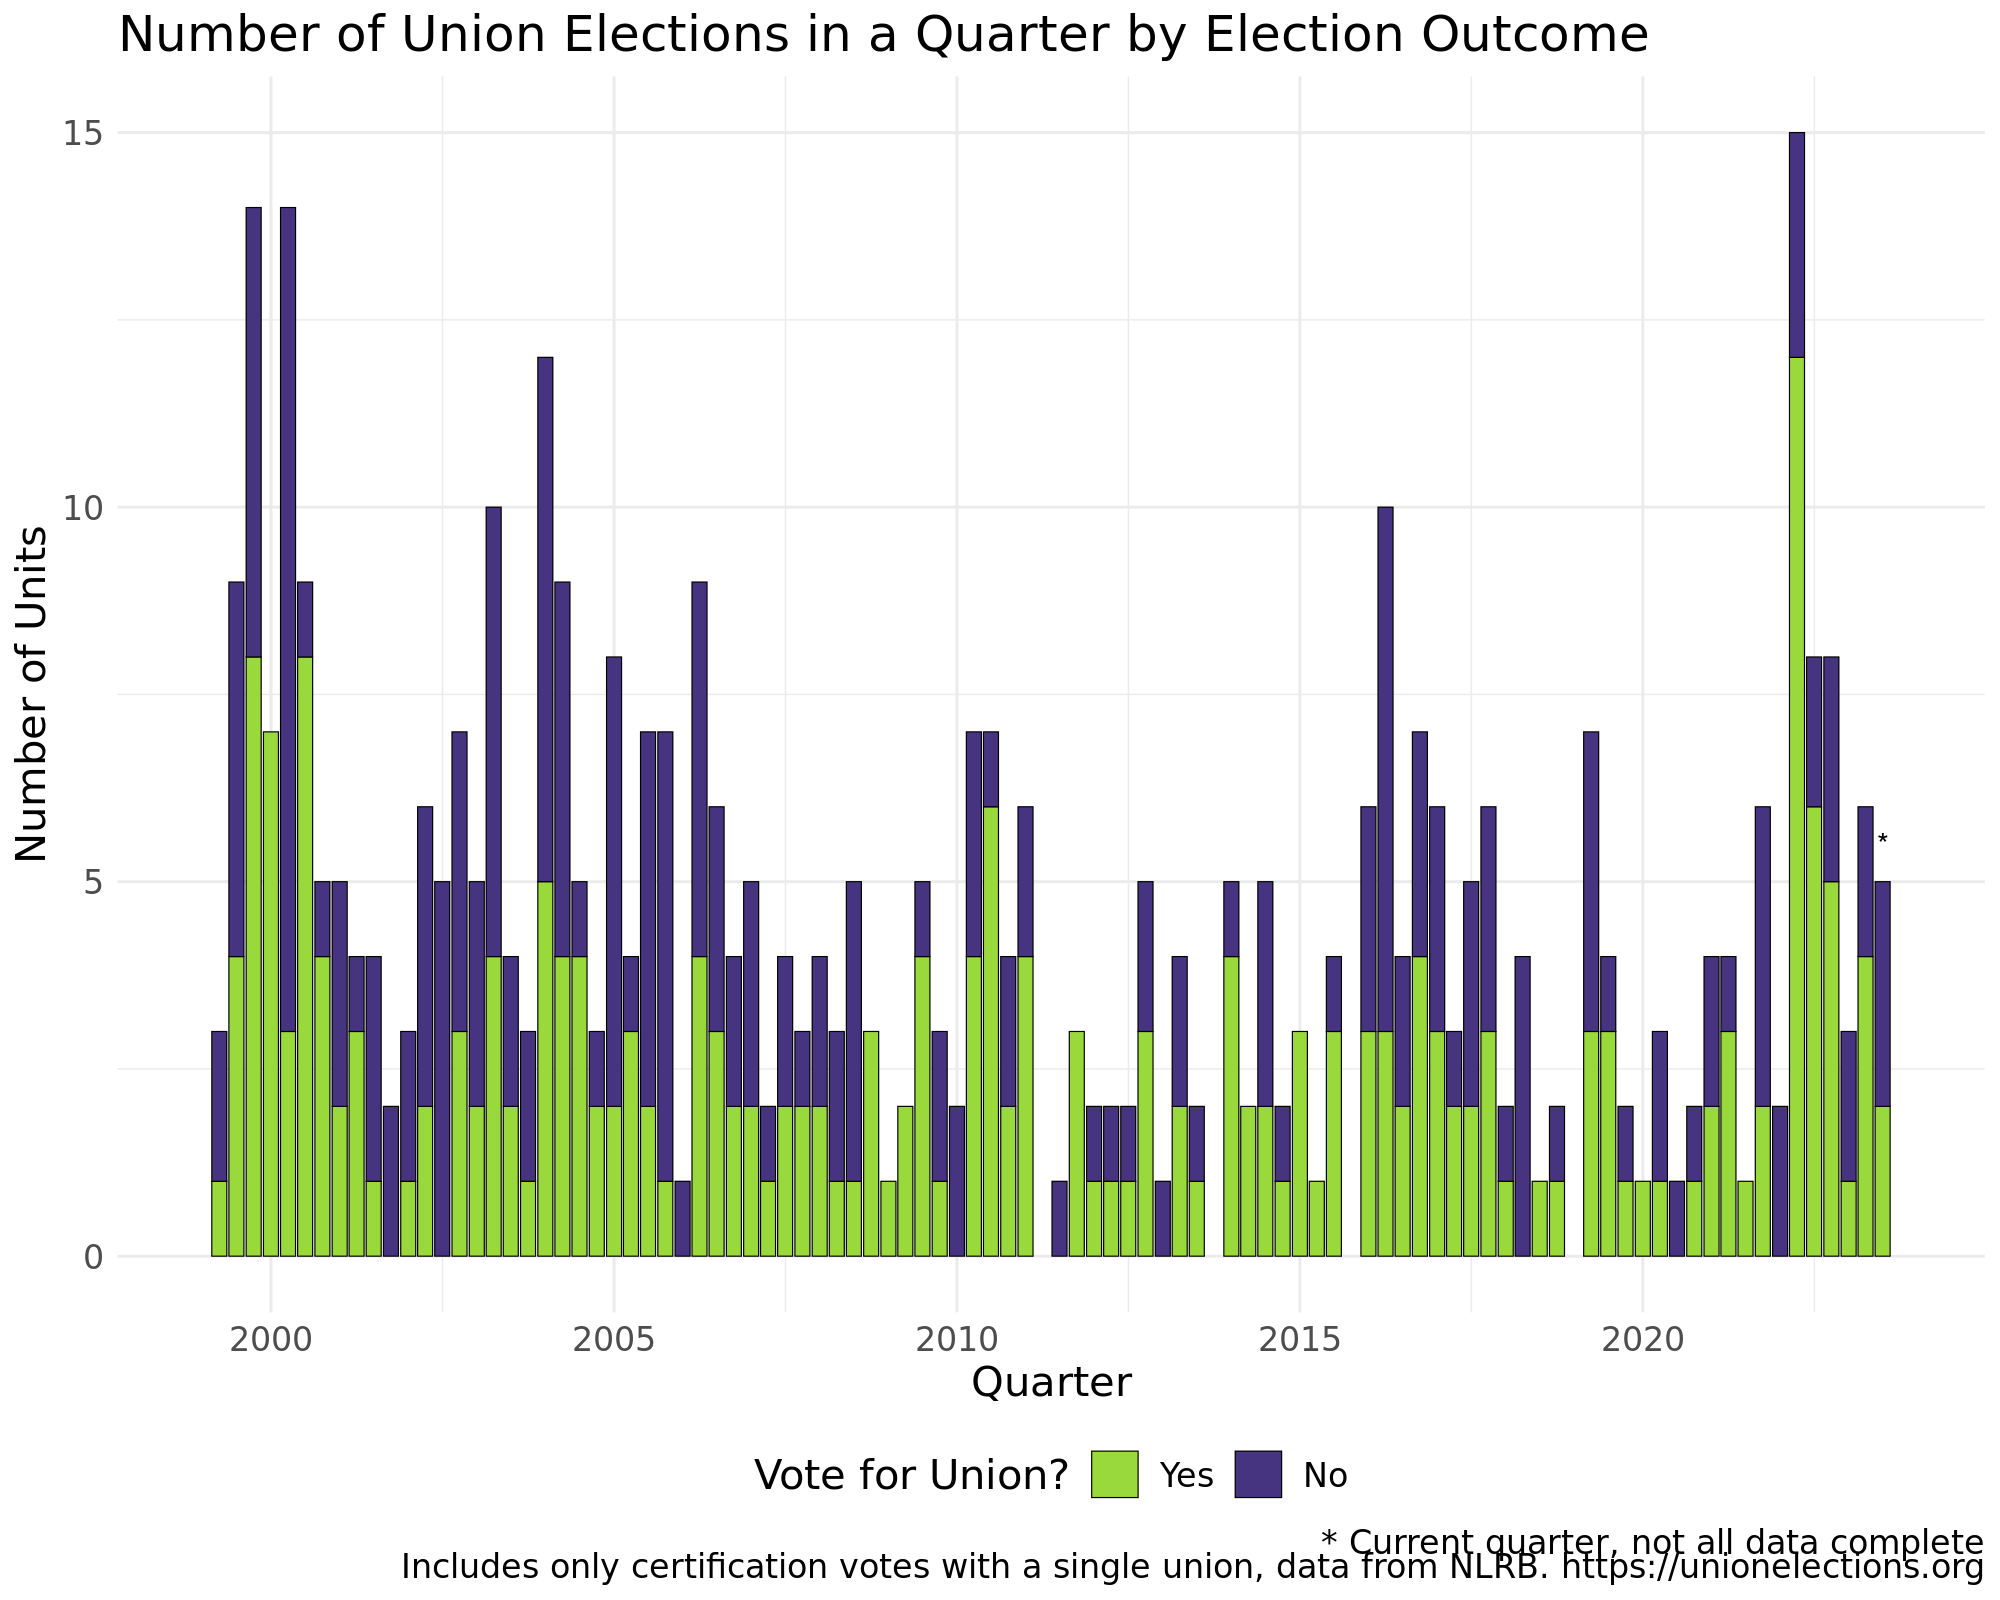 Number of Union Elections in a Quarter by Election Outcome
15
10
5
0
Number of Units
*
2000 2005 2010 2015 2020
Quarter
Vote for Union? Yes No
* Current quarter, not all data complete
Includes only certification votes with a single union, data from NLRB. https://unionelections.org